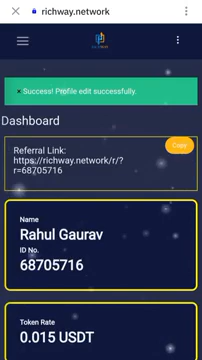 richway.network
× Success! Profile edit successfully.
Dashboard
Referral Link:
https://richway.network/r/?
r=68705716
Copy
Name
Rahul Gaurav
ID No.
68705716
Token Rate
0.015 USDT